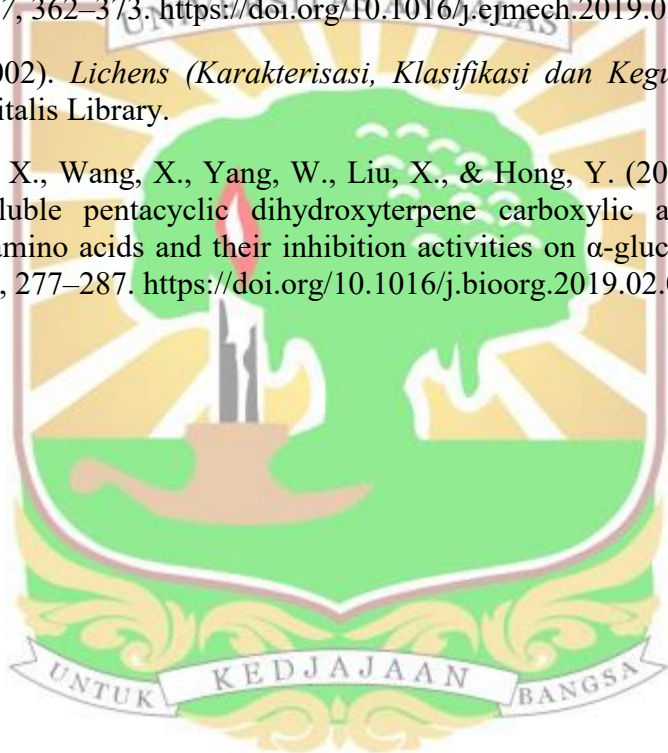 7, 362–373. https://doi.org/10.1016/j.ejmech.2019.0
UNIVERSITAS ANDALAS
002). Lichens (Karakterisasi, Klasifikasi dan Kegu
italis Library.
X., Wang, X., Yang, W., Liu, X., & Hong, Y. (20
luble pentacyclic dihydroxyterpene carboxylic a
amino acids and their inhibition activities on α-gluc
, 277–287. https://doi.org/10.1016/j.bioorg.2019.02.
UNTUK KEDJAJAAN BANGSA